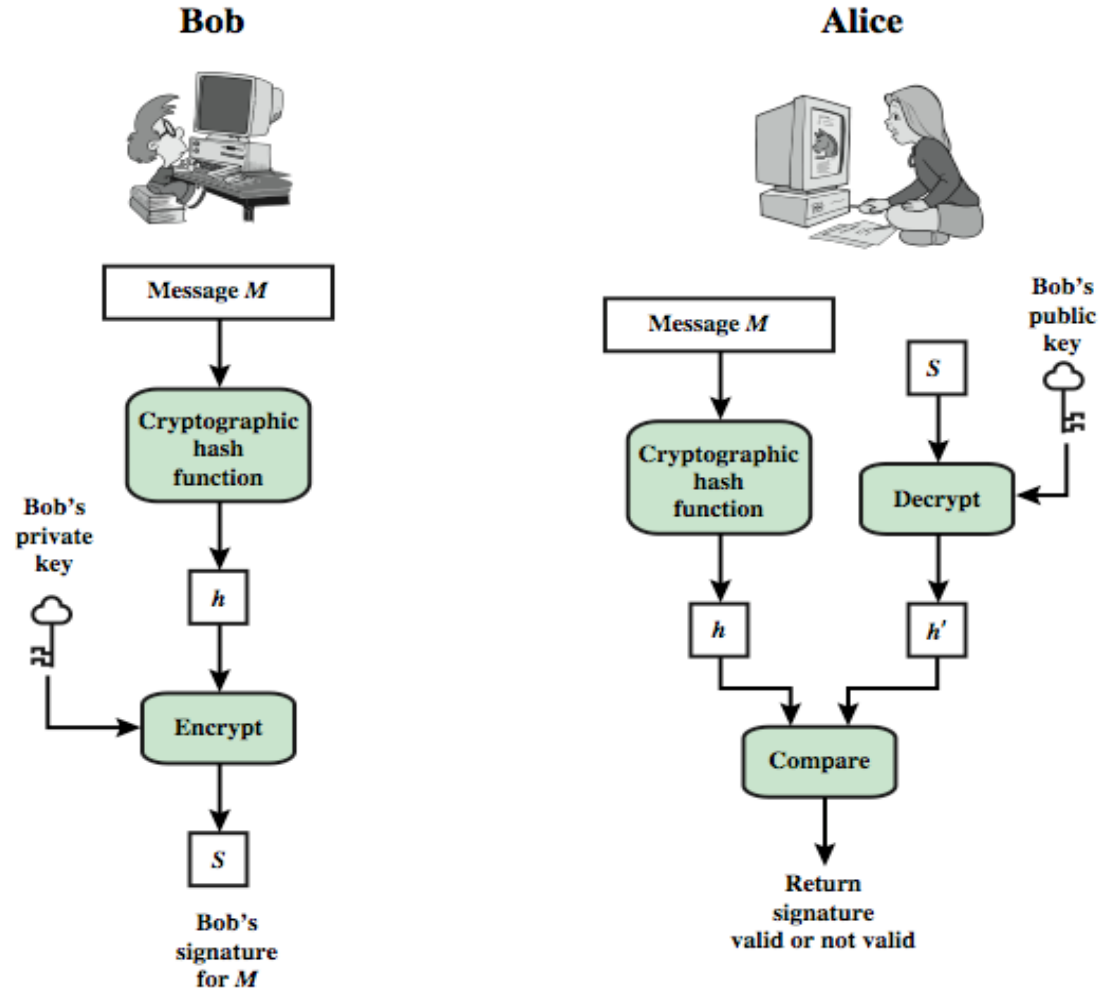 Bob
Message M
Cryptographic
hash
function
Bob’s
private
key
h
Encrypt
S
Bob’s
signature
for M
Alice
Message M
Bob’s
public
key
S
Cryptographic
hash
function
Decrypt
h
h'
Compare
Return
signature
valid or not valid